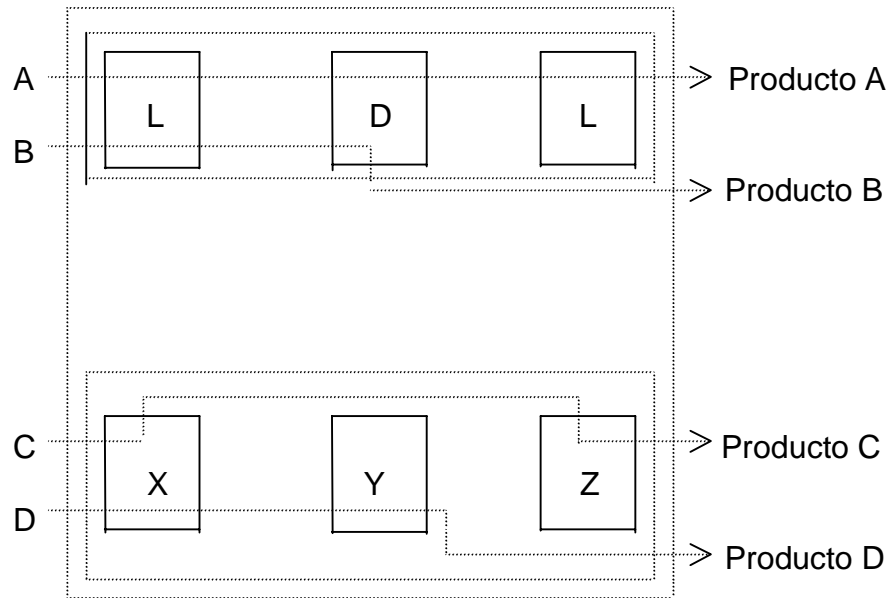 A Producto A
L D L
B
Producto B
C Producto C
X Y Z
D
Producto D